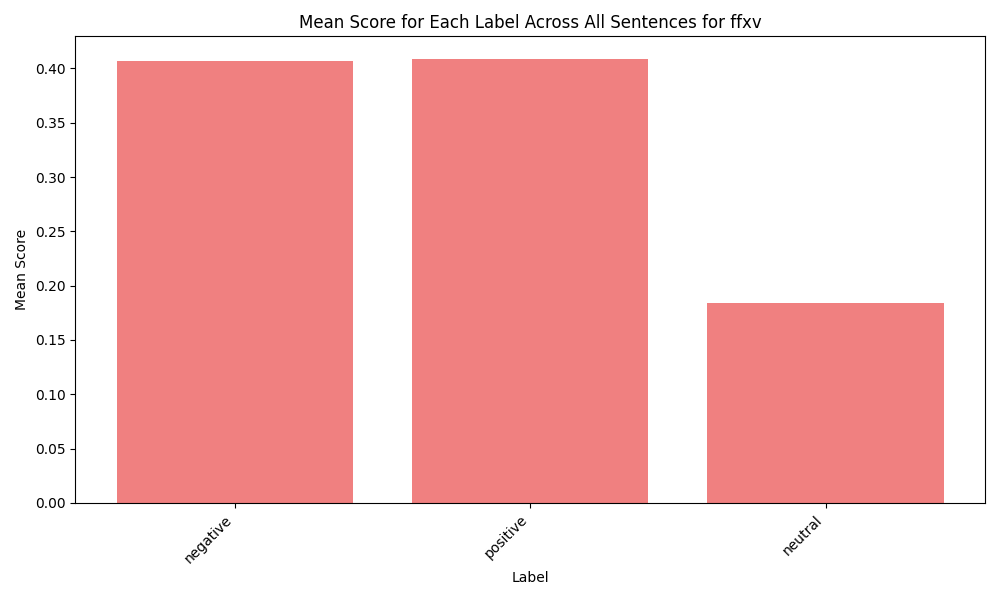 Mean Score for Each Label Across All Sentences for ffxv
0.40
0.35
0.30
0.25
0.20
0.15
0.10
0.05
0.00
Mean Score
negative
positive
neutral
Label